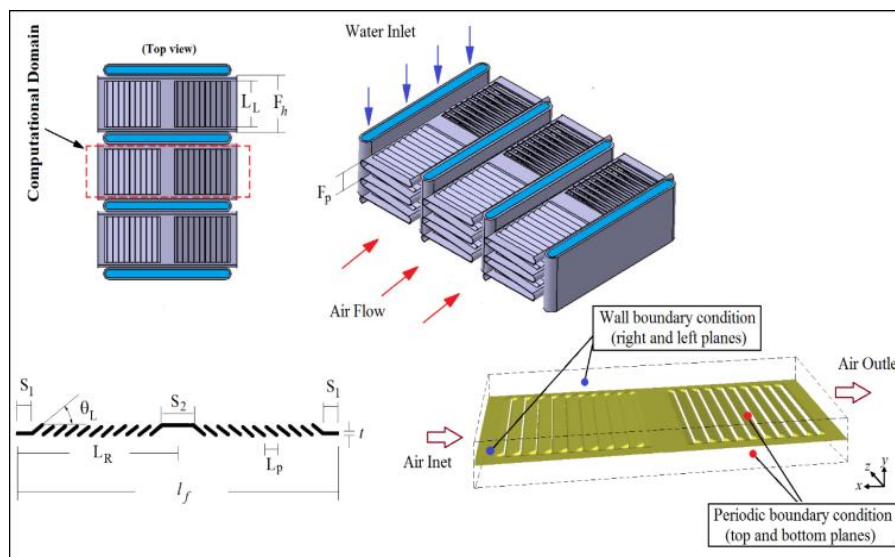 (Top view)
Computational Domain
L_L
F_h
Water Inlet
F_p
Air Flow
Wall boundary condition
(right and left planes)
Air Outlet
Air Inet
Periodic boundary condition
(top and bottom planes)
z
y
x
S_1
θ_L
S_2
S_1
t
L_R
L_p
l_f